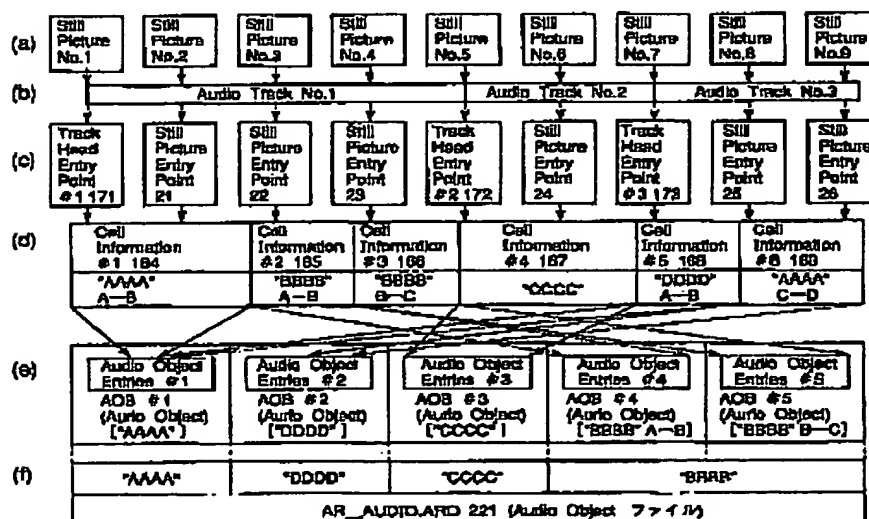 (a)
Still Picture No.1
Still Picture No.2
Still Picture No.3
Still Picture No.4
Still Picture No.5
Still Picture No.6
Still Picture No.7
Still Picture No.8
Still Picture No.9
(b)
Audio Track No.1
Audio Track No.2
Audio Track No.3
(c)
Track Head Entry Point #1 171
Still Picture Entry Point 21
Still Picture Entry Point 22
Still Picture Entry Point 23
Track Head Entry Point #2 172
Still Picture Entry Point 24
Track Head Entry Point #3 173
Still Picture Entry Point 25
Still Picture Entry Point 26
(d)
Cell Information #1 164
Cell Information #2 165
Cell Information #3 166
Cell Information #4 167
Cell Information #5 168
Cell Information #6 169
"AAAA" A—B
"BBBB" A—B
"BBBB" B—C
"CCCC"
"DDDD" A—B
"AAAA" C—D
(e)
Audio Object Entries #1
Audio Object Entries #2
Audio Object Entries #3
Audio Object Entries #4
Audio Object Entries #5
AOB #1 (Aurio Object) ["AAAA"]
AOB #2 (Aurio Object) ["DDDD"]
AOB #3 (Aurio Object) ["CCCC"]
AOB #4 (Aurio Object) ["BBBB" A—B]
AOB #5 (Aurio Object) ["BBBB" B—C]
(f)
"AAAA"
"DDDD"
"CCCC"
"BBBB"
AR__AUDIO.ARO 221 (Audio Object ファイル)